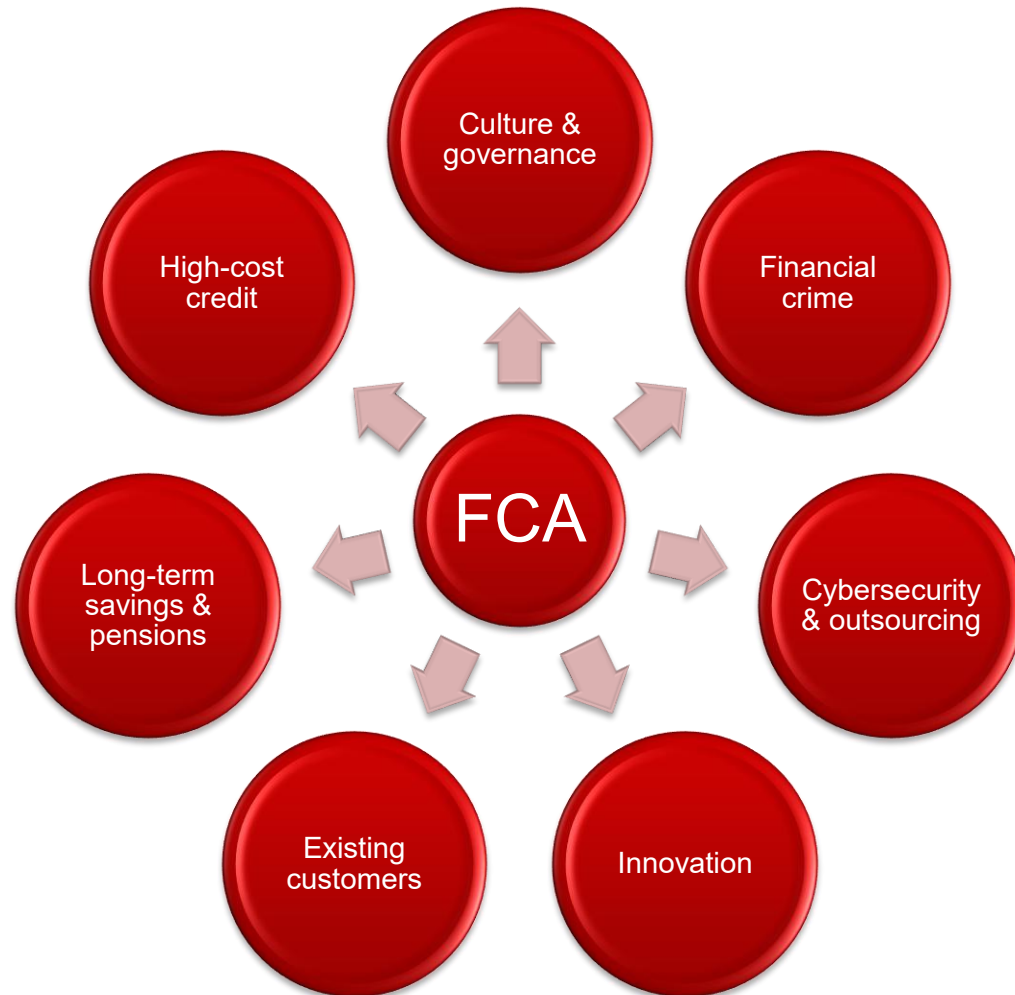 Culture &
governance
Financial
crime
Cybersecurity
& outsourcing
Innovation
Existing
customers
Long-term
savings &
pensions
High-cost
credit
FCA